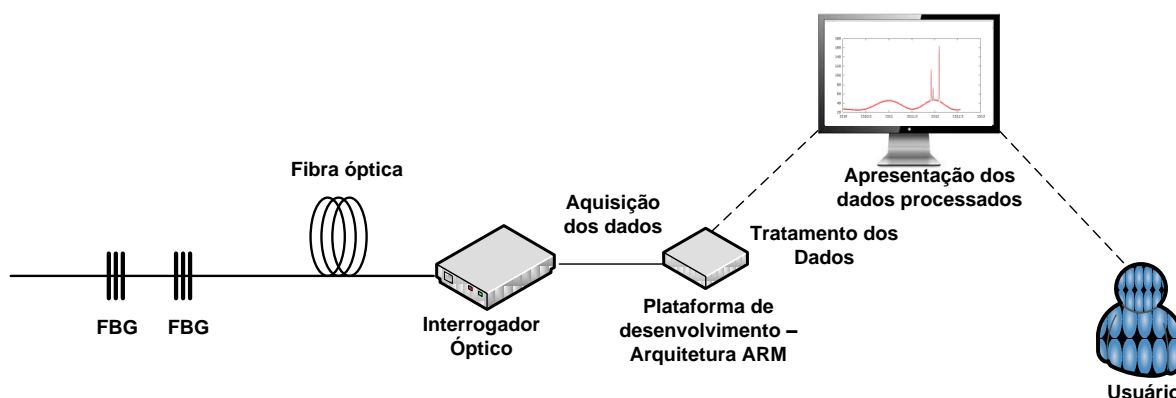 Fibra óptica
FBG
FBG
Interrogador
Óptico
Aquisição
dos dados
Plataforma de
desenvolvimento –
Arquitetura ARM
Tratamento dos
Dados
Apresentação dos
dados processados
Usuário